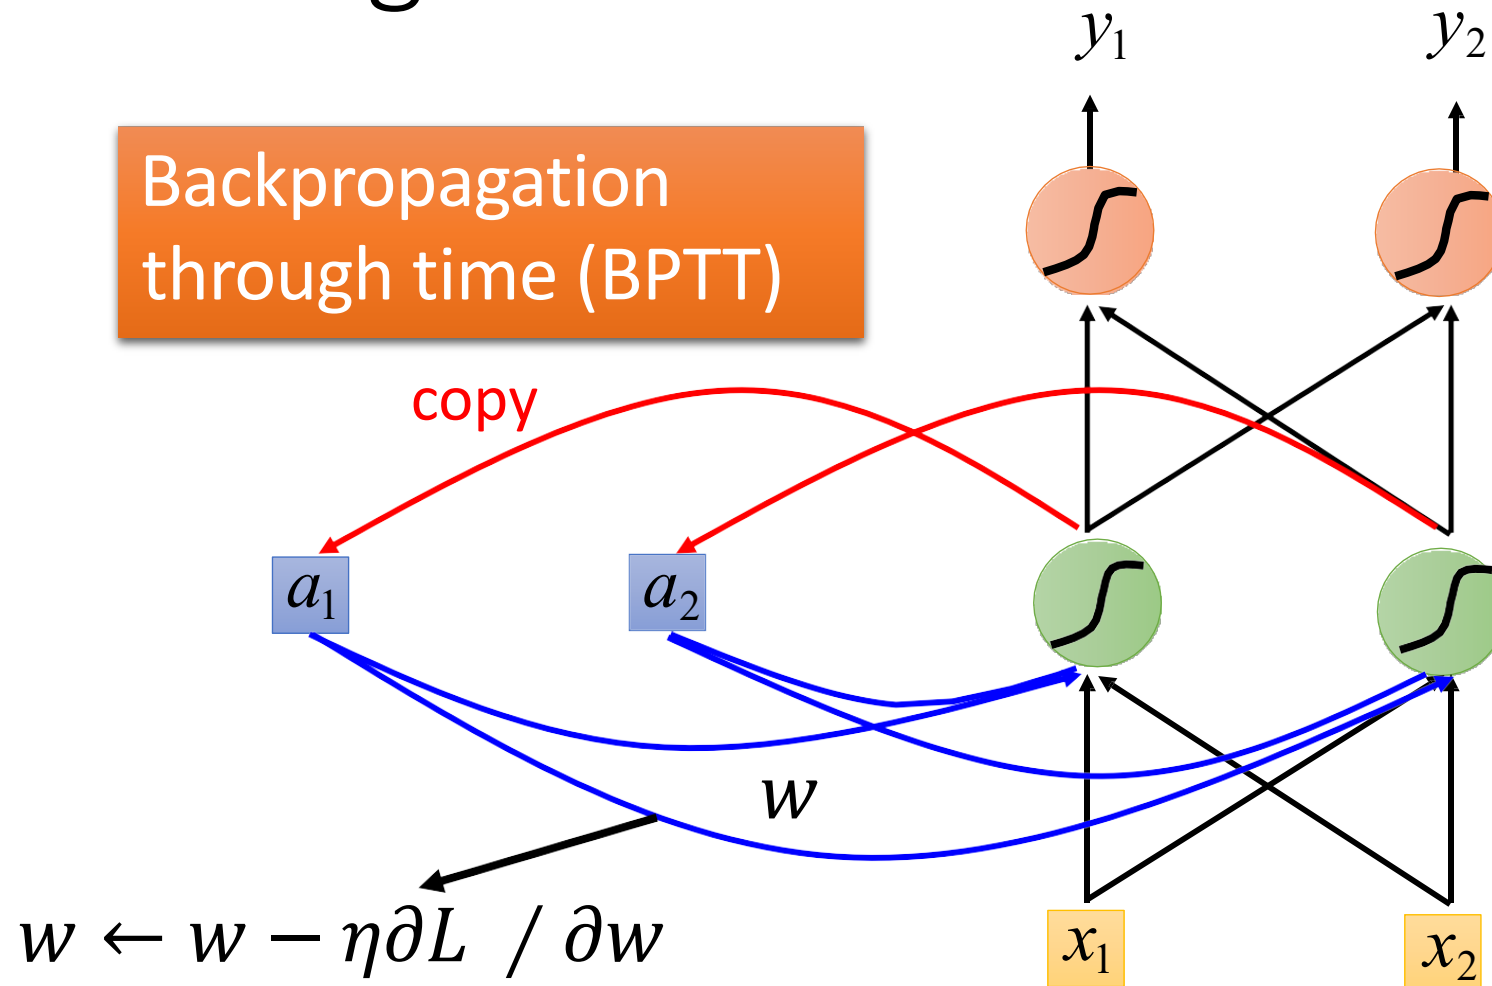 y₁ y₂
Backpropagation
through time (BPTT)
copy
a₁ a₂
w
w ← w − η∂L / ∂w
x₁ x₂